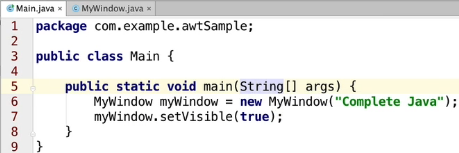 Main.java × MyWindow.java ×
1 package com.example.awtSample;
2
3 public class Main {
4
5 public static void main(String[] args) {
6 MyWindow myWindow = new MyWindow("Complete Java");
7 myWindow.setVisible(true);
8 }
9 }